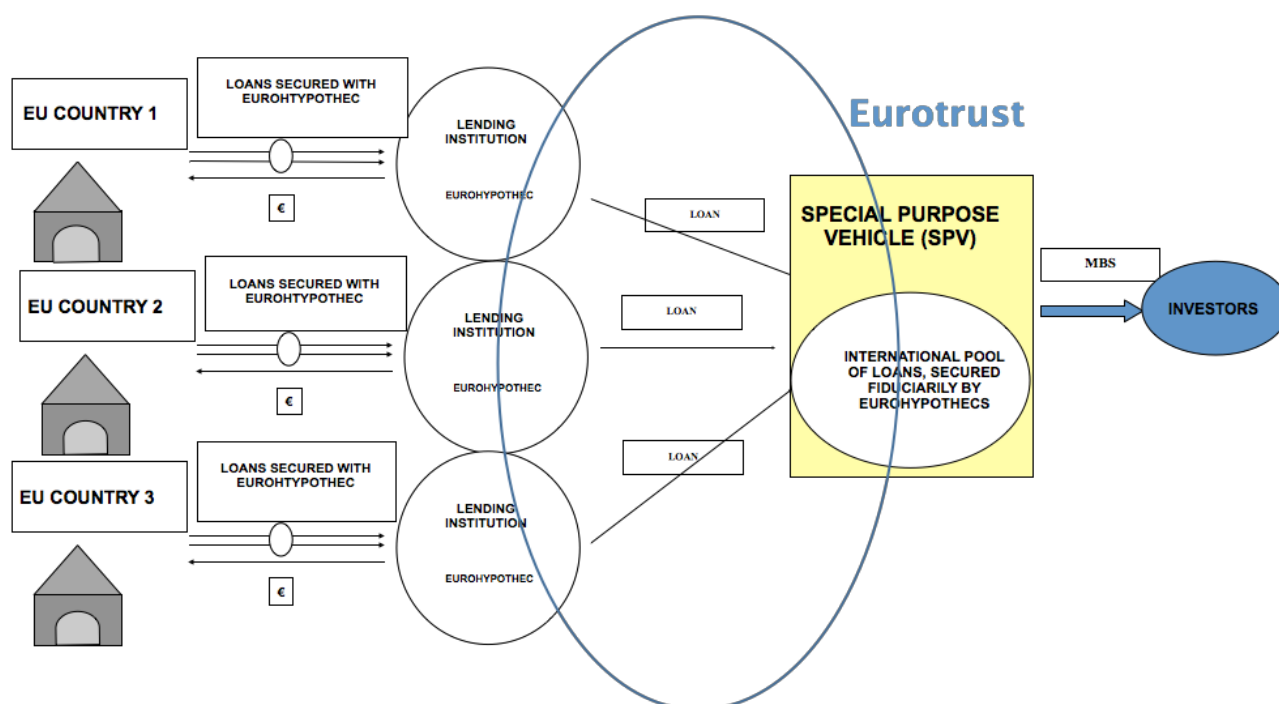 EU COUNTRY 1
LOANS SECURED WITH
EUROHTYPOTHEC
€
LENDING
INSTITUTION
EUROHYPOTHEC
EU COUNTRY 2
LOANS SECURED WITH
EUROHTYPOTHEC
€
LENDING
INSTITUTION
EUROHYPOTHEC
EU COUNTRY 3
LOANS SECURED WITH
EUROHTYPOTHEC
€
LENDING
INSTITUTION
EUROHYPOTHEC
Eurotrust
LOAN
LOAN
LOAN
SPECIAL PURPOSE
VEHICLE (SPV)
INTERNATIONAL POOL
OF LOANS, SECURED
FIDUCIARILY BY
EUROHYPOTHECS
MBS
INVESTORS